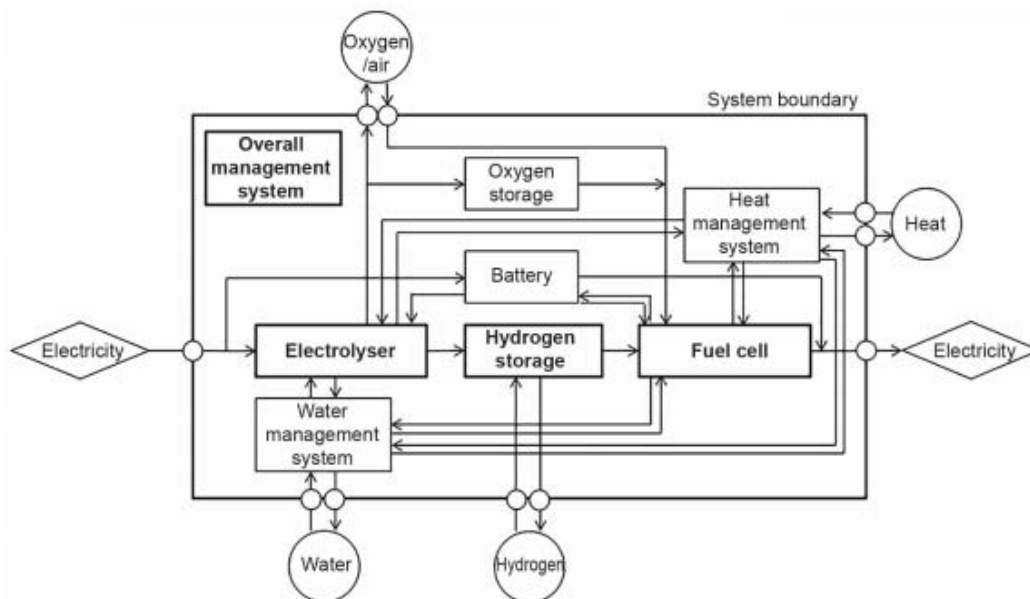 Oxygen
/air
System boundary
Overall
management
system
Oxygen
storage
Heat
management
system
Heat
Battery
Electricity
Electrolyser
Hydrogen
storage
Fuel cell
Electricity
Water
management
system
Water
Hydrogen